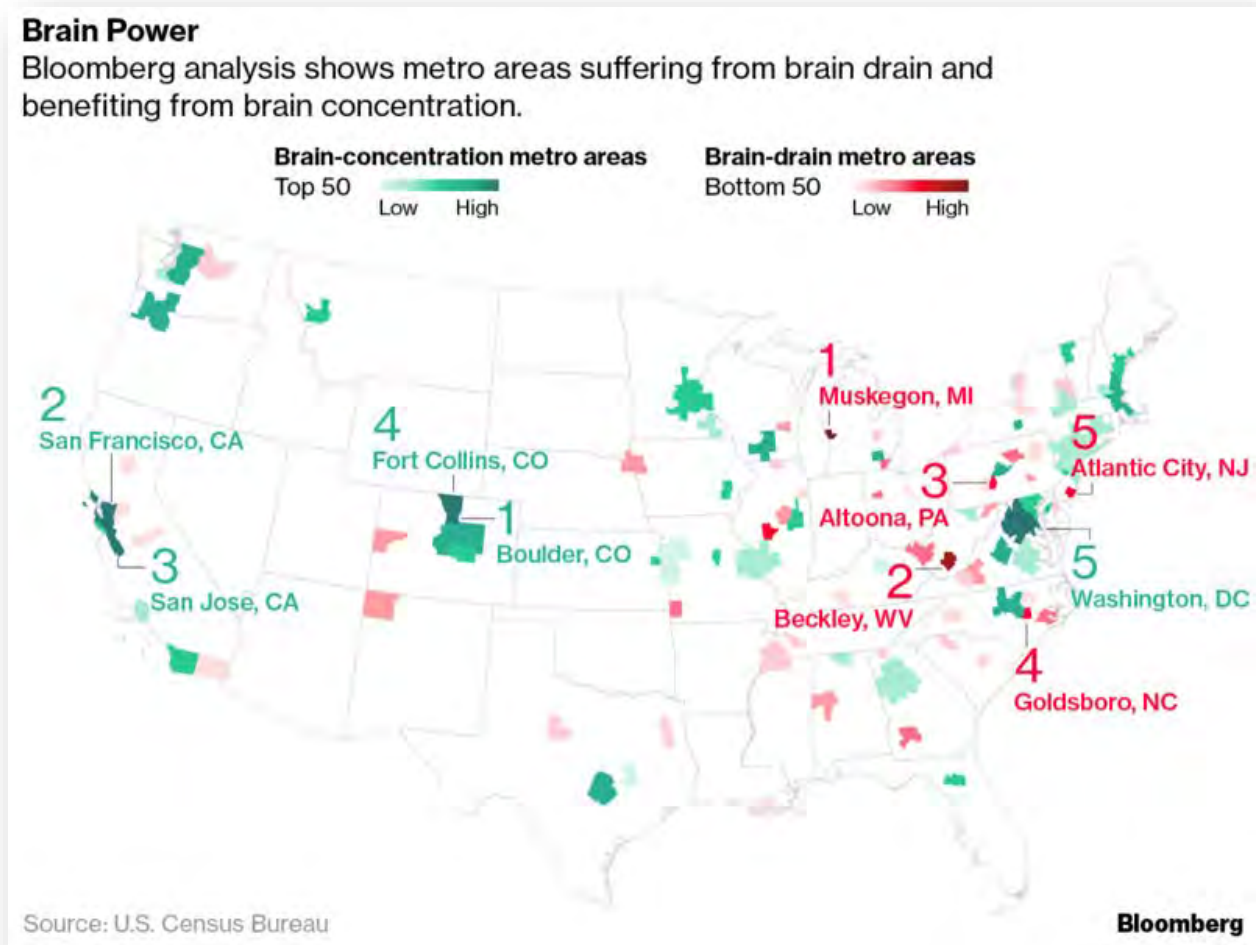 Brain Power
Bloomberg analysis shows metro areas suffering from brain drain and
benefiting from brain concentration.
Brain-concentration metro areas
Top 50
Low High
Brain-drain metro areas
Bottom 50
Low High
1
Muskegon, MI
2
San Francisco, CA
4
Fort Collins, CO
5
Atlantic City, NJ
3
Altoona, PA
1
Boulder, CO
3
San Jose, CA
2
Beckley, WV
5
Washington, DC
4
Goldsboro, NC
Source: U.S. Census Bureau
Bloomberg